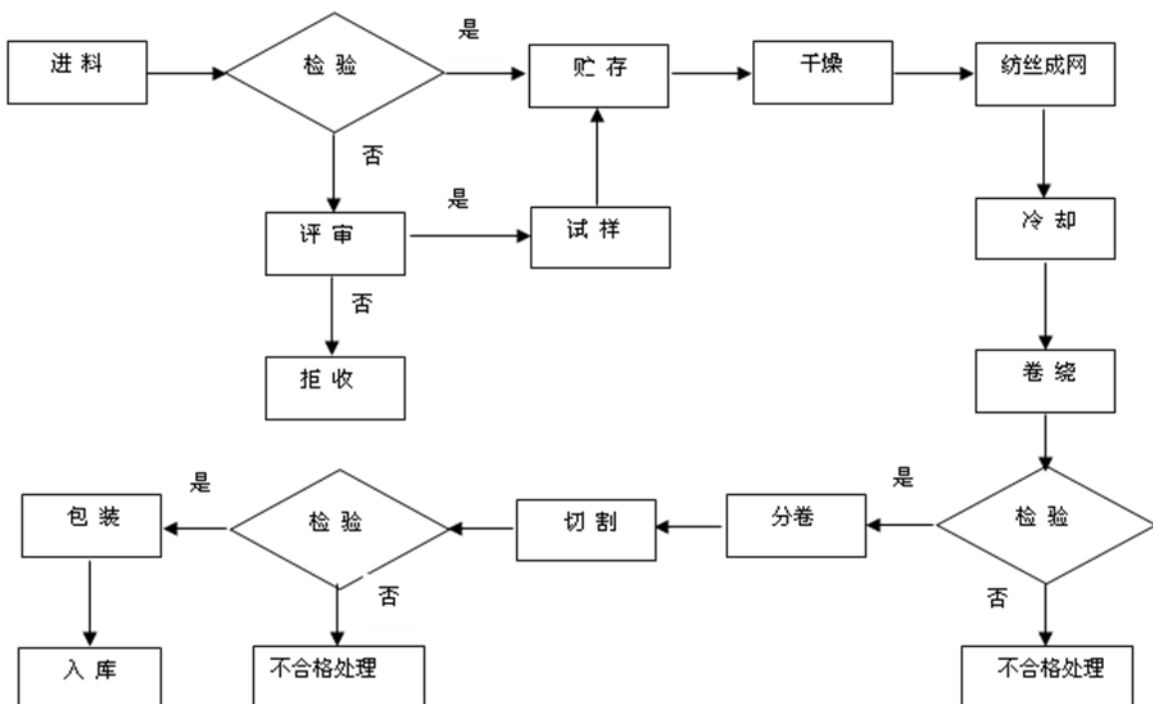 是
进料
检验
贮存
干燥
纺丝成网
否
评审
是
试样
冷却
否
拒收
卷绕
是
包装
检验
切割
分卷
是
检验
否
否
入库
不合格处理
不合格处理